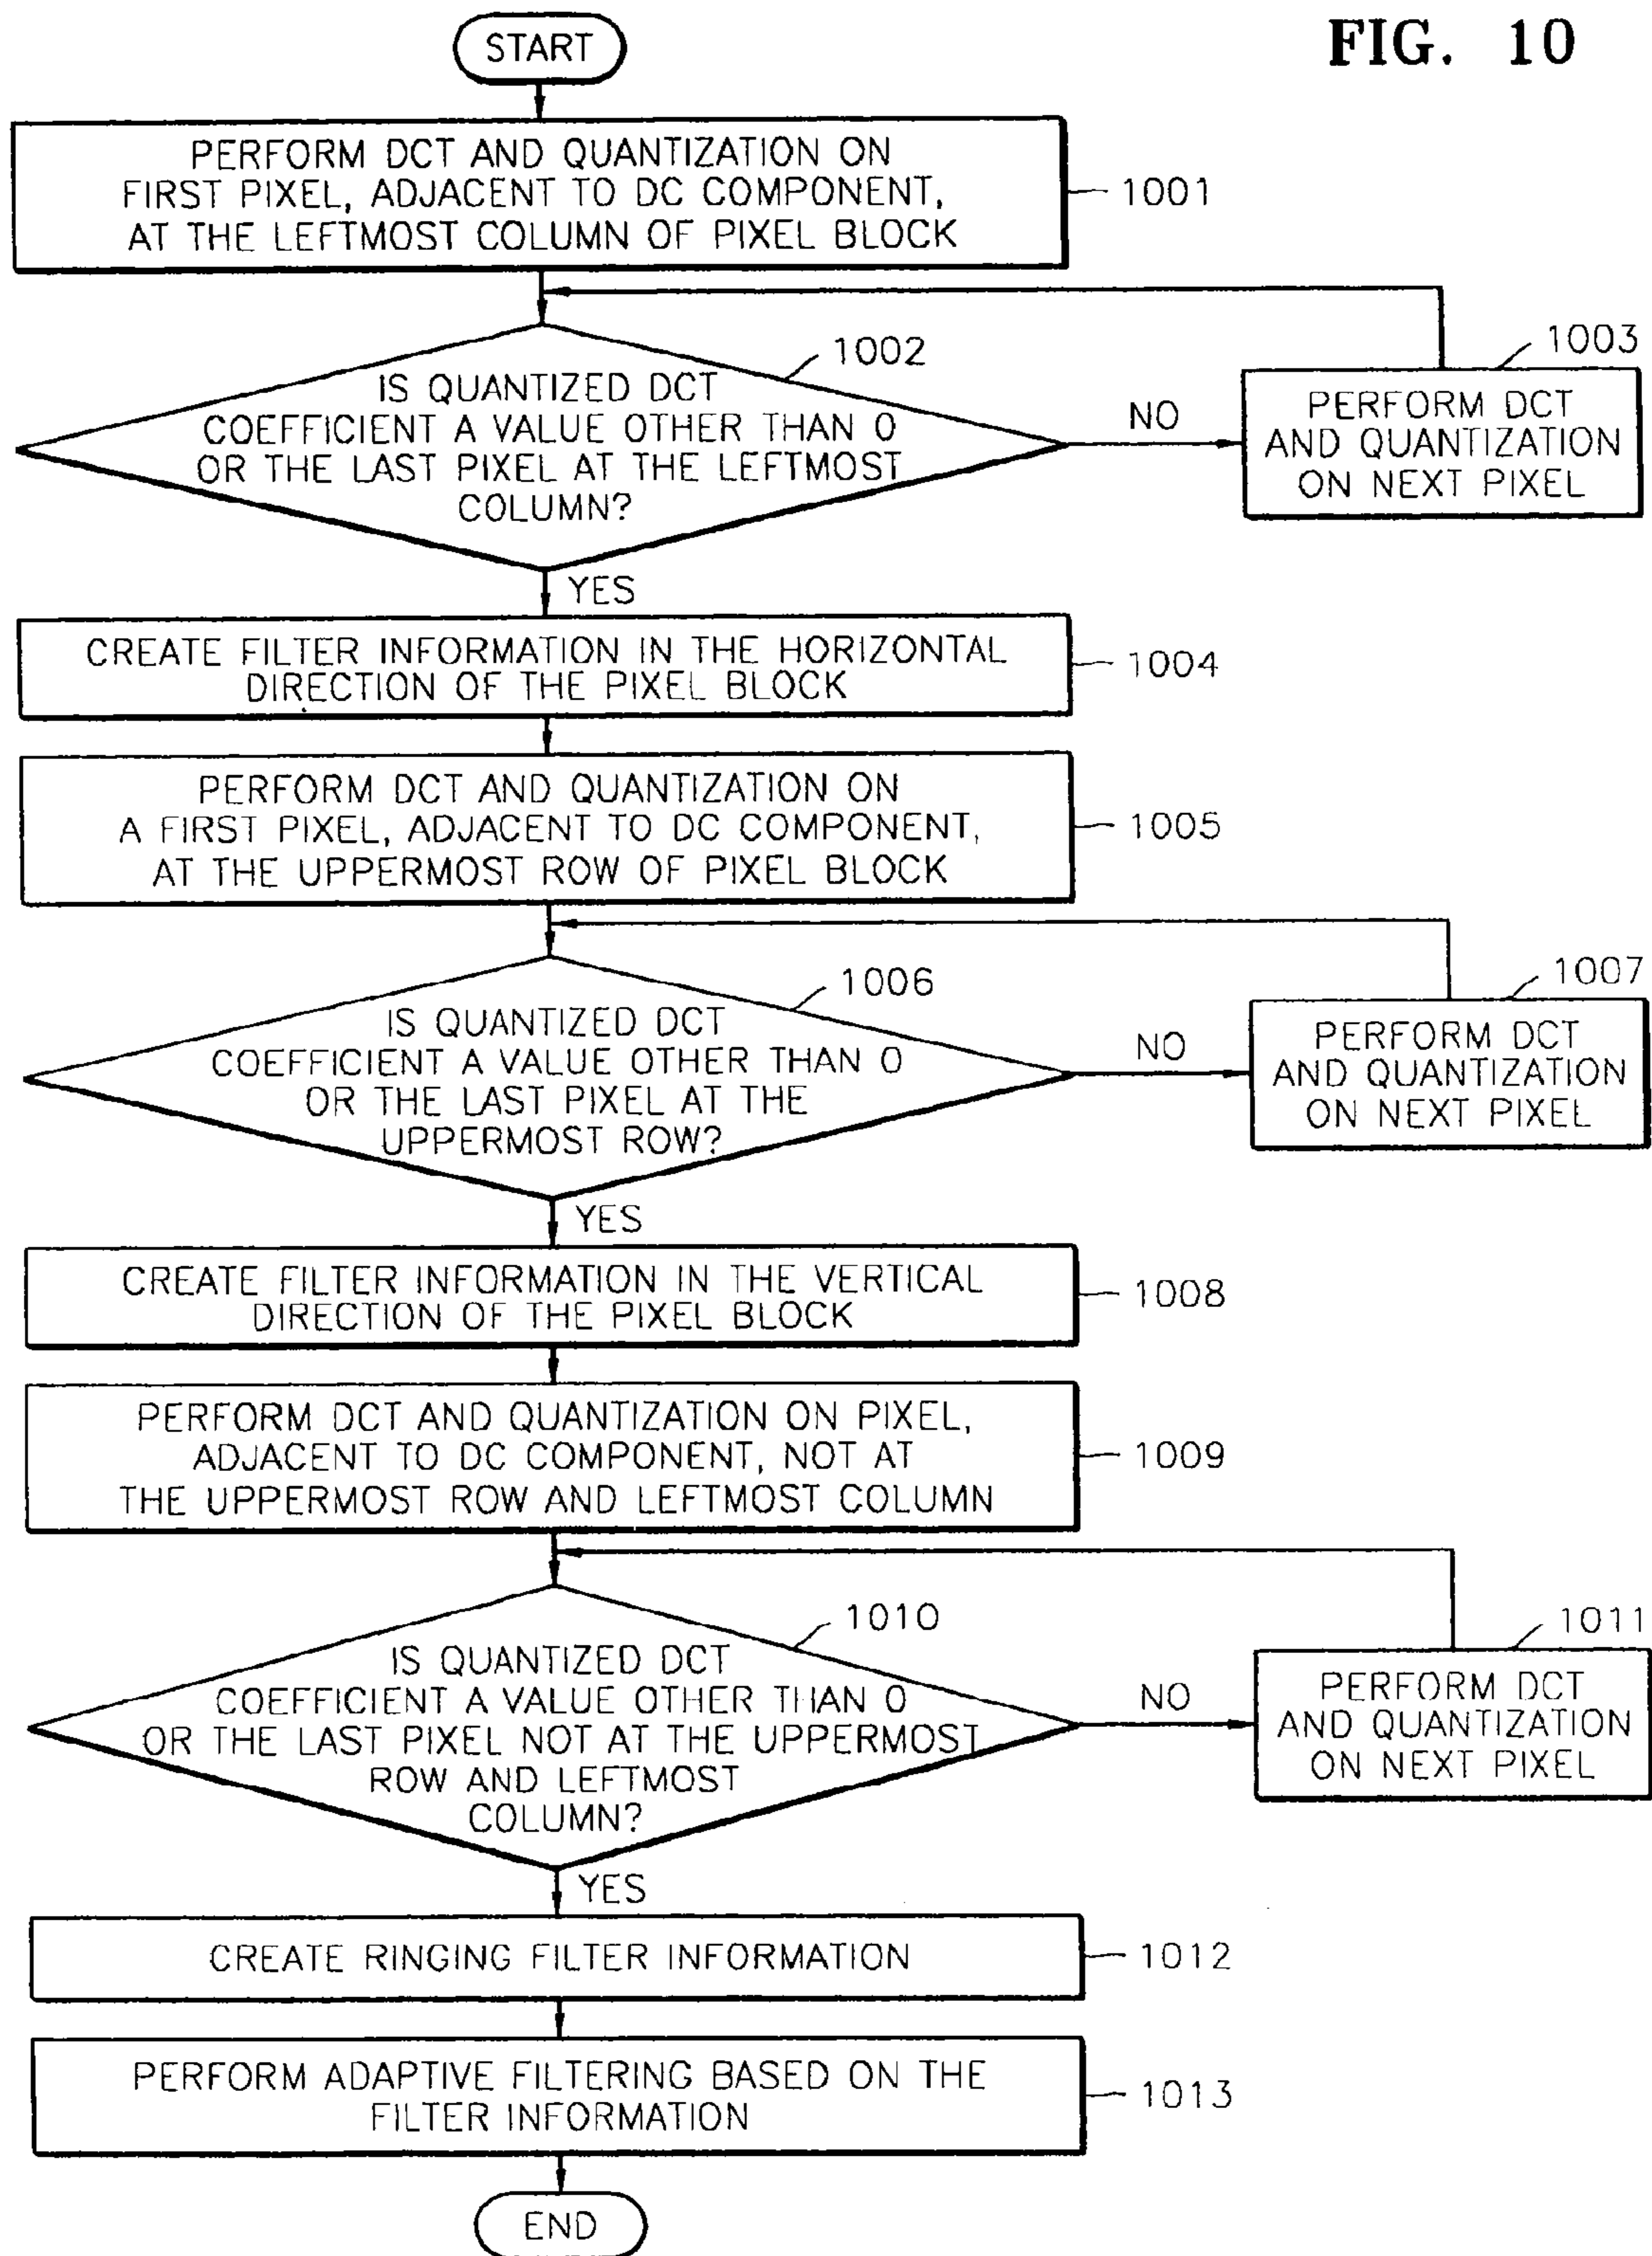 FIG. 10
START
PERFORM DCT AND QUANTIZATION ON
FIRST PIXEL, ADJACENT TO DC COMPONENT,
AT THE LEFTMOST COLUMN OF PIXEL BLOCK
1001
1002
IS QUANTIZED DCT
COEFFICIENT A VALUE OTHER THAN 0
OR THE LAST PIXEL AT THE LEFTMOST
COLUMN?
NO
1003
PERFORM DCT
AND QUANTIZATION
ON NEXT PIXEL
YES
CREATE FILTER INFORMATION IN THE HORIZONTAL
DIRECTION OF THE PIXEL BLOCK
1004
PERFORM DCT AND QUANTIZATION ON
A FIRST PIXEL, ADJACENT TO DC COMPONENT,
AT THE UPPERMOST ROW OF PIXEL BLOCK
1005
1006
IS QUANTIZED DCT
COEFFICIENT A VALUE OTHER THAN 0
OR THE LAST PIXEL AT THE
UPPERMOST ROW?
NO
1007
PERFORM DCT
AND QUANTIZATION
ON NEXT PIXEL
YES
CREATE FILTER INFORMATION IN THE VERTICAL
DIRECTION OF THE PIXEL BLOCK
1008
PERFORM DCT AND QUANTIZATION ON PIXEL,
ADJACENT TO DC COMPONENT, NOT AT
THE UPPERMOST ROW AND LEFTMOST COLUMN
1009
1010
IS QUANTIZED DCT
COEFFICIENT A VALUE OTHER THAN 0
OR THE LAST PIXEL NOT AT THE UPPERMOST
ROW AND LEFTMOST
COLUMN?
NO
1011
PERFORM DCT
AND QUANTIZATION
ON NEXT PIXEL
YES
CREATE RINGING FILTER INFORMATION
1012
PERFORM ADAPTIVE FILTERING BASED ON THE
FILTER INFORMATION
1013
END